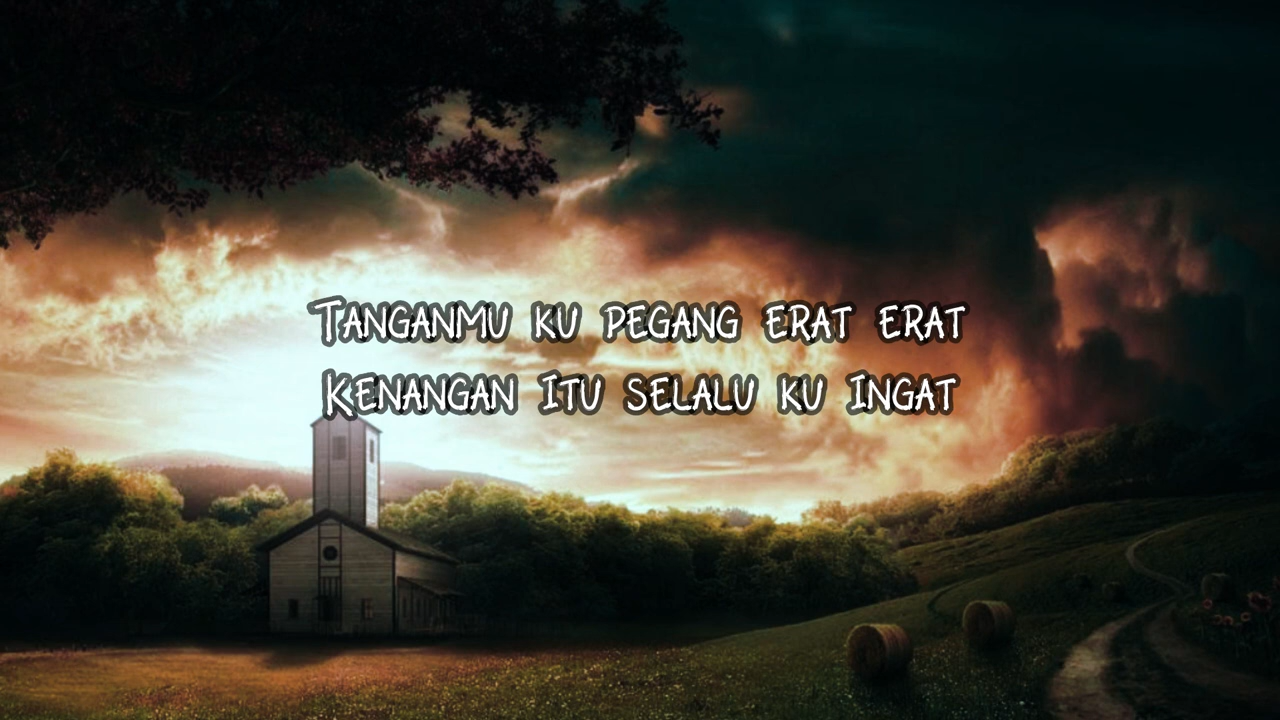 Tanganmu ku pegang erat erat
Kenangan Itu selalu ku Ingat